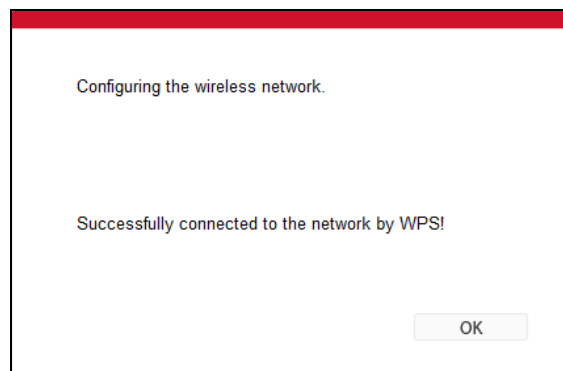 Configuring the wireless network.
Successfully connected to the network by WPS!
OK